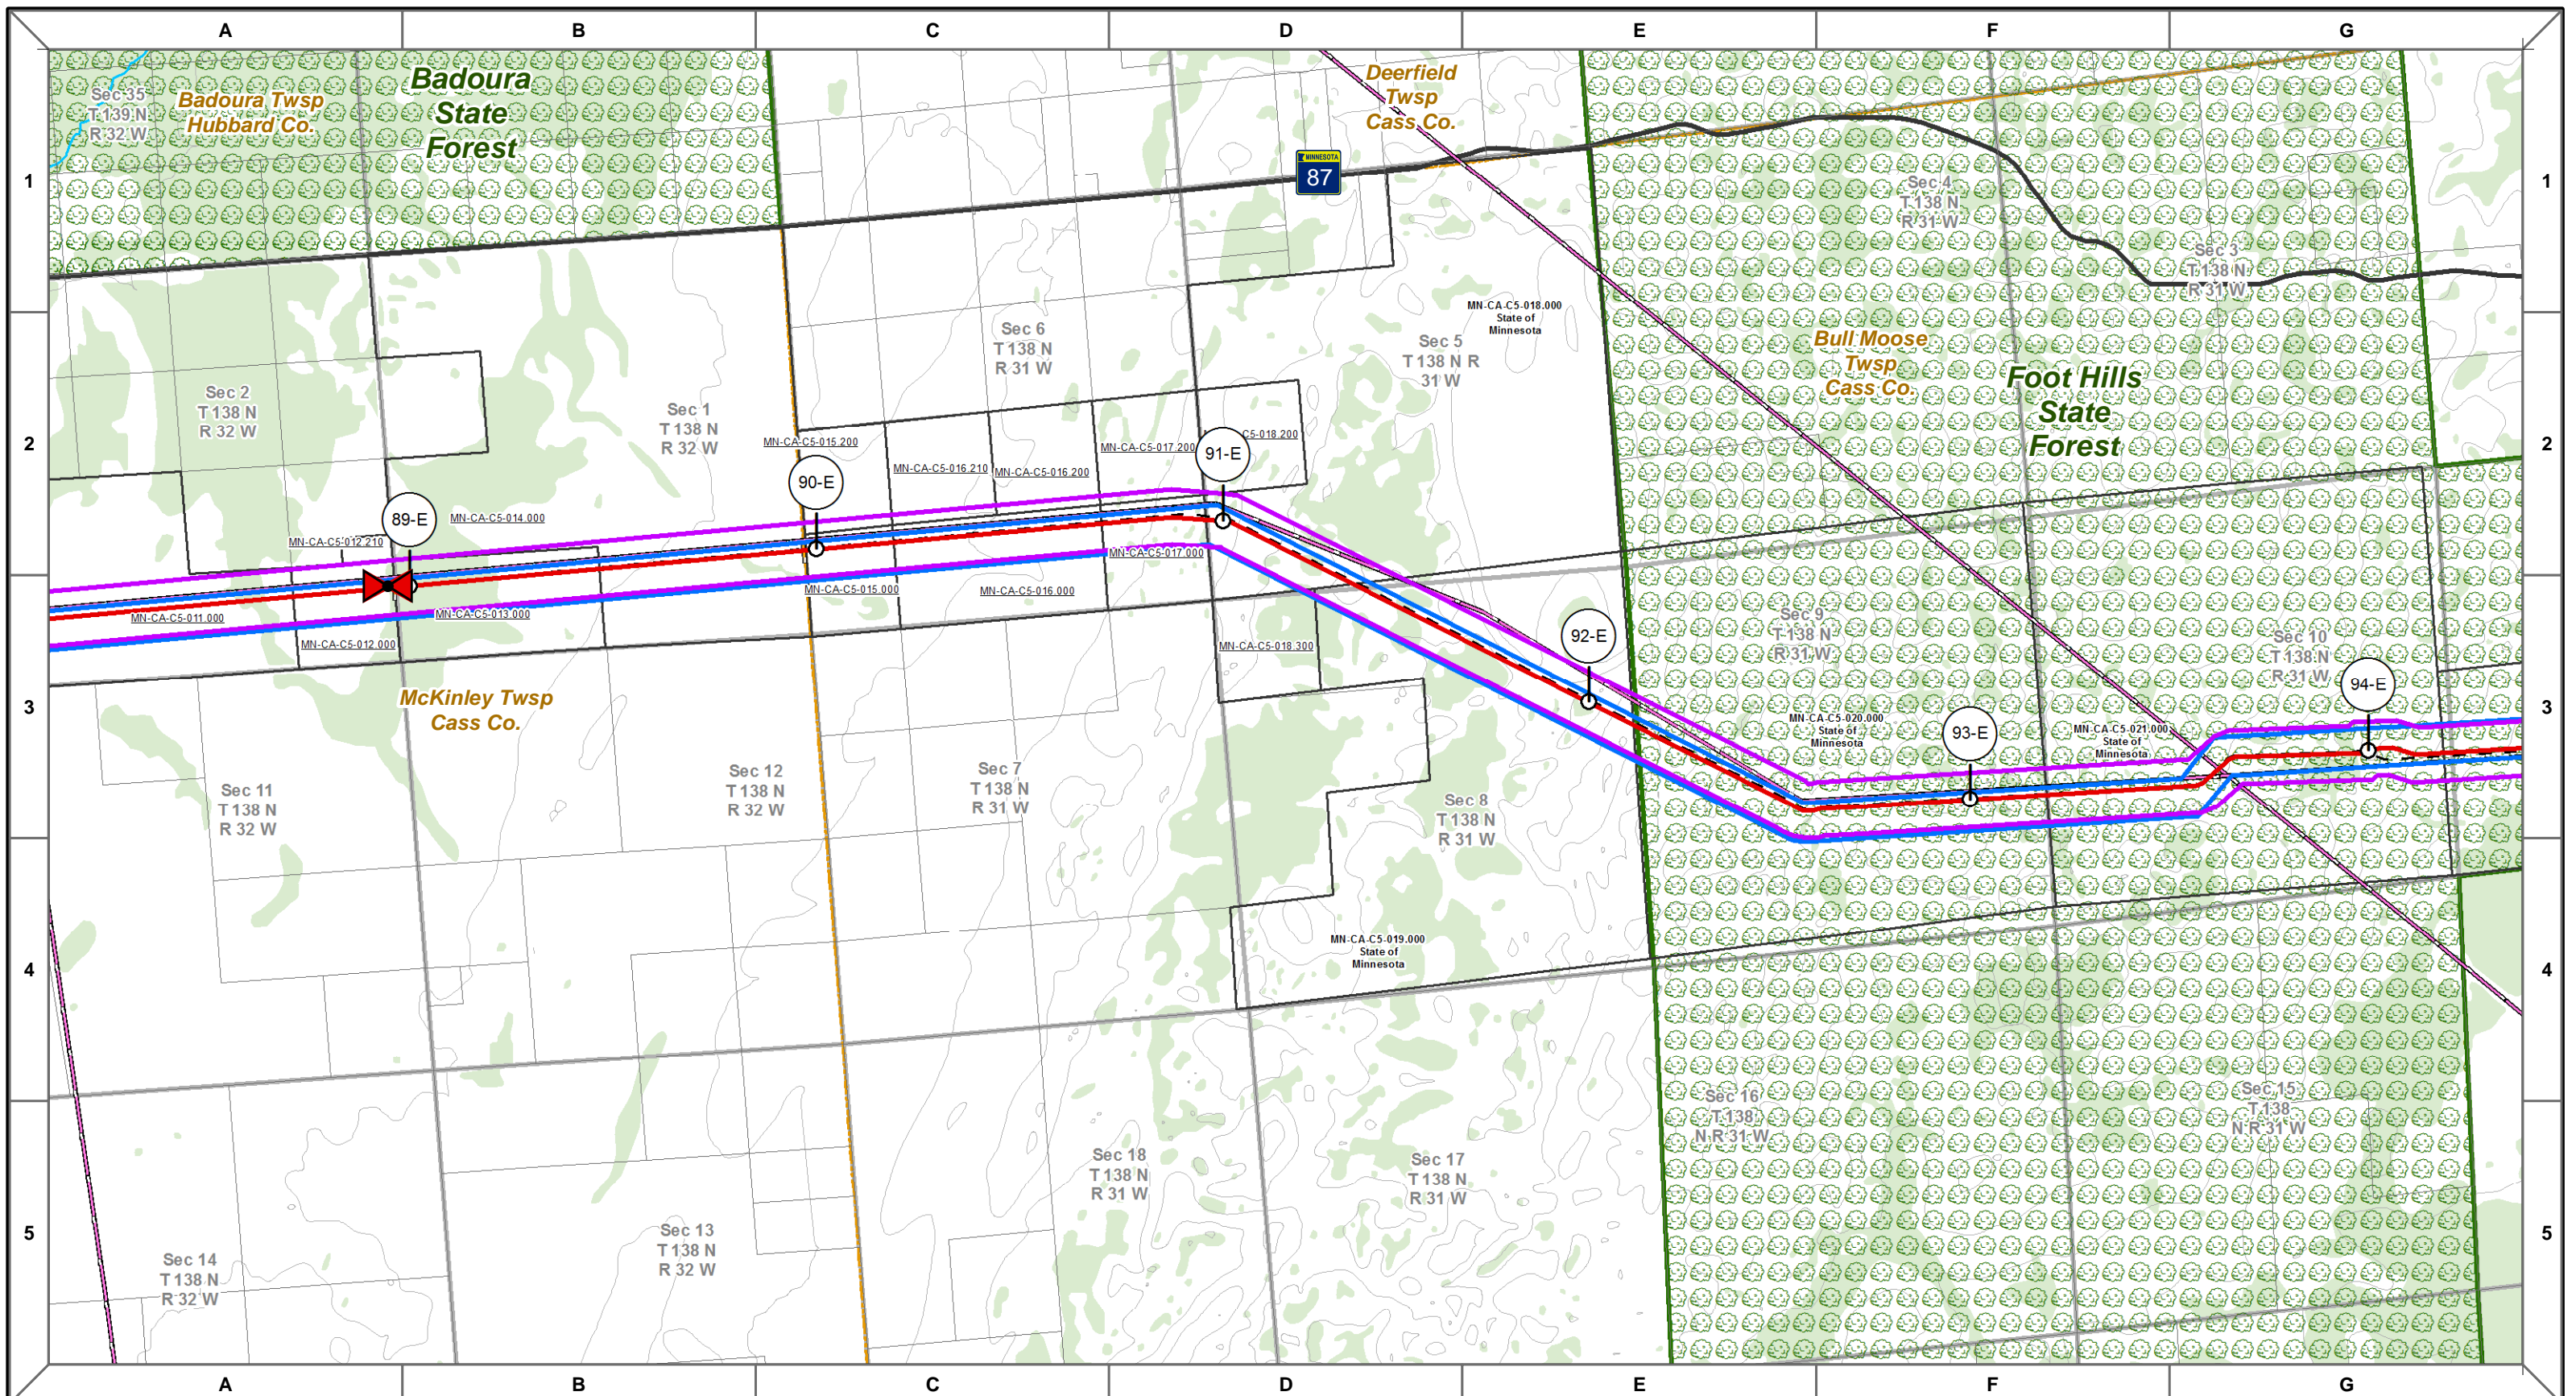 A B C D E F G
1
2
3
4
5
1
2
3
4
5
A B C D E F G
Sec 35
T 139 N
R 32 W
Badoura Twsp
Hubbard Co.
Badoura
State
Forest
Deerfield
Twsp
Cass Co.
MINNESOTA
87
Sec 4
T 138 N
R 31 W
Sec 3
T 138 N
R 31 W
MN-CA-C5-018.000
State of
Minnesota
Sec 6
T 138 N
R 31 W
Sec 5
T 138 N R
31 W
Bull Moose
Twsp
Cass Co.
Foot Hills
State
Forest
Sec 2
T 138 N
R 32 W
Sec 1
T 138 N
R 32 W
MN-CA-C5-015.200
MN-CA-C5-016.210
MN-CA-C5-016.200
MN-CA-C5-017.200
C5-018.200
91-E
90-E
89-E
MN-CA-C5-014.000
MN-CA-C5-012.210
MN-CA-C5-017.000
MN-CA-C5-015.000
MN-CA-C5-016.000
MN-CA-C5-011.000
MN-CA-C5-013.000
MN-CA-C5-012.000
MN-CA-C5-018.300
92-E
Sec 9
T 138 N
R 31 W
Sec 10
T 138 N
R 31 W
94-E
McKinley Twsp
Cass Co.
MN-CA-C5-020.000
State of
Minnesota
93-E
MN-CA-C5-021.000
State of
Minnesota
Sec 11
T 138 N
R 32 W
Sec 12
T 138 N
R 32 W
Sec 7
T 138 N
R 31 W
Sec 8
T 138 N
R 31 W
MN-CA-C5-019.000
State of
Minnesota
Sec 16
T 138
N R 31 W
Sec 15
T 138
N R 31 W
Sec 18
T 138 N
R 31 W
Sec 17
T 138 N
R 31 W
Sec 14
T 138 N
R 32 W
Sec 13
T 138 N
R 32 W